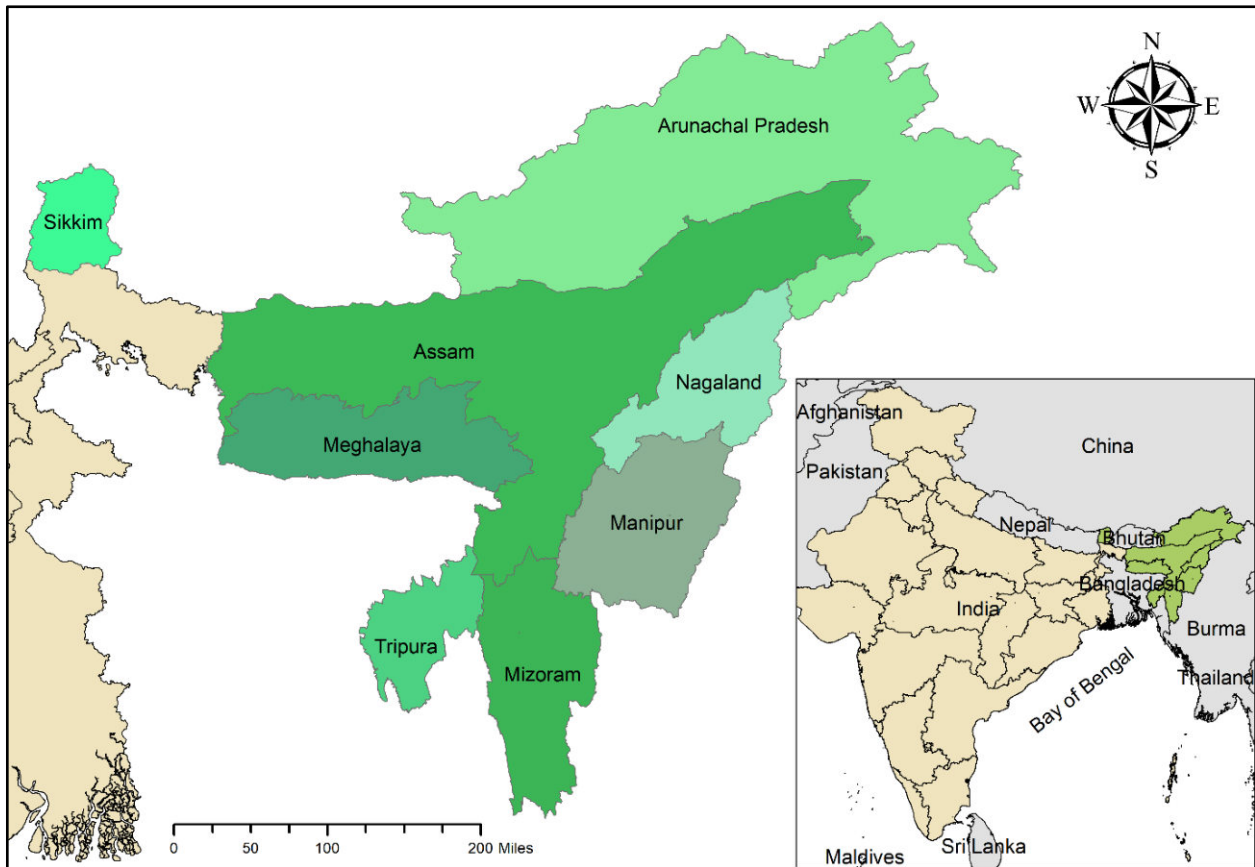 N
W
E
S
Arunachal Pradesh
Sikkim
Assam
Nagaland
Meghalaya
Manipur
Tripura
Mizoram
0 50 100 200 Miles
Afghanistan
China
Pakistan
Nepal
Bhutan
Bangladesh
India
Burma
Thailand
Bay of Bengal
Sri Lanka
Maldives